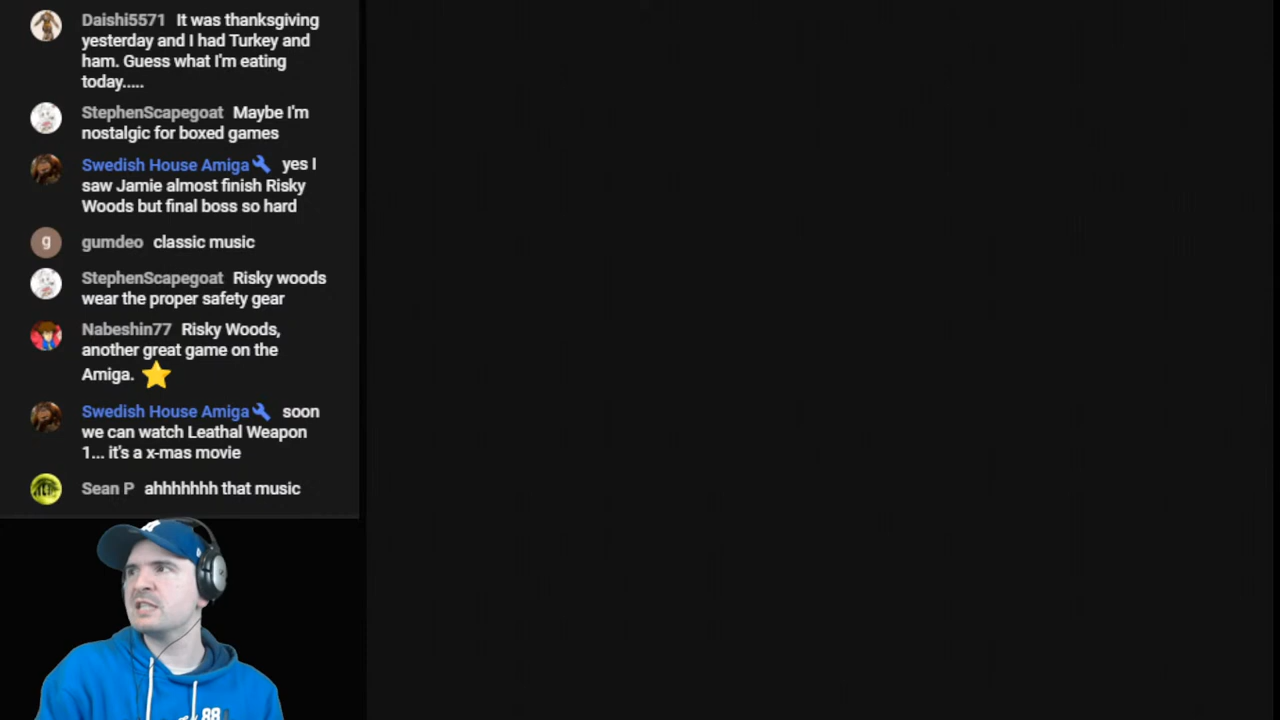 Daishi5571 It was thanksgiving
yesterday and I had Turkey and
ham. Guess what I'm eating
today.....
StephenScapegoat Maybe I'm
nostalgic for boxed games
Swedish House Amiga yes I
saw Jamie almost finish Risky
Woods but final boss so hard
g gumdeo classic music
StephenScapegoat Risky woods
wear the proper safety gear
Nabeshin77 Risky Woods,
another great game on the
Amiga.
Swedish House Amiga soon
we can watch Leathal Weapon
1... it's a x-mas movie
Sean P ahhhhhhh that music
88